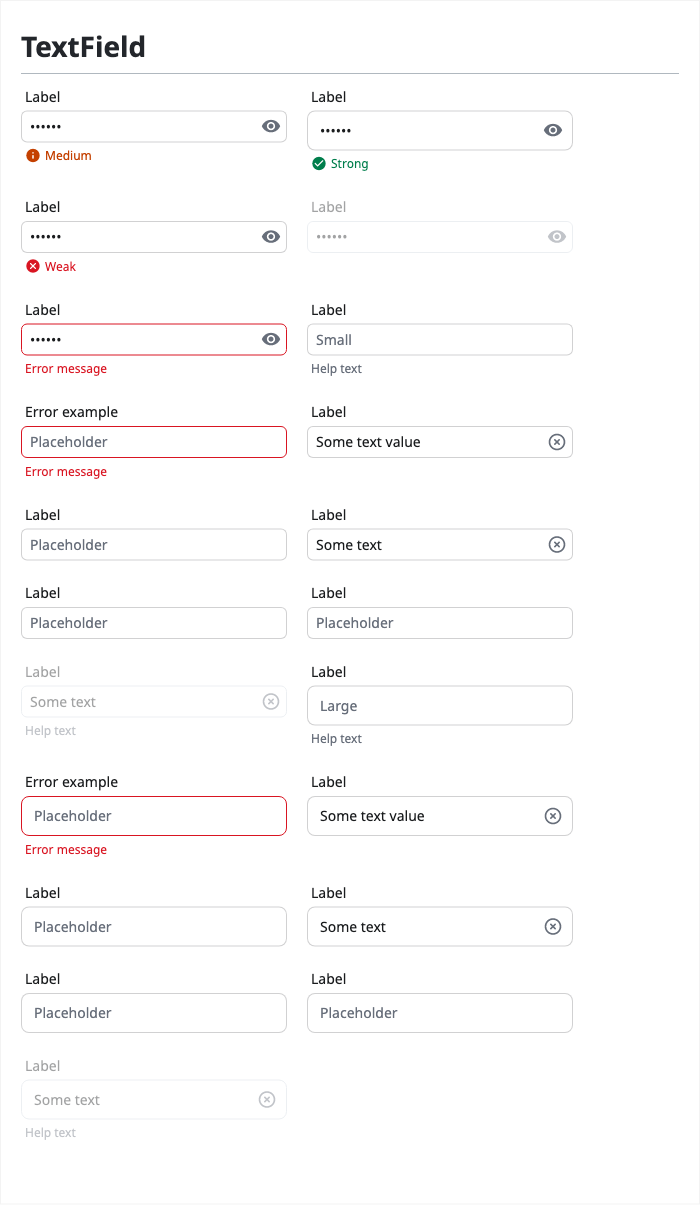 TextField
Label
Label
••••••
••••••
Medium
Strong
Label
Label
••••••
••••••
Weak
Label
Label
••••••
Small
Error message
Help text
Error example
Label
Placeholder
Some text value
Error message
Label
Label
Placeholder
Some text
Label
Label
Placeholder
Placeholder
Label
Label
Some text
Large
Help text
Help text
Error example
Label
Placeholder
Some text value
Error message
Label
Label
Placeholder
Some text
Label
Label
Placeholder
Placeholder
Label
Some text
Help text